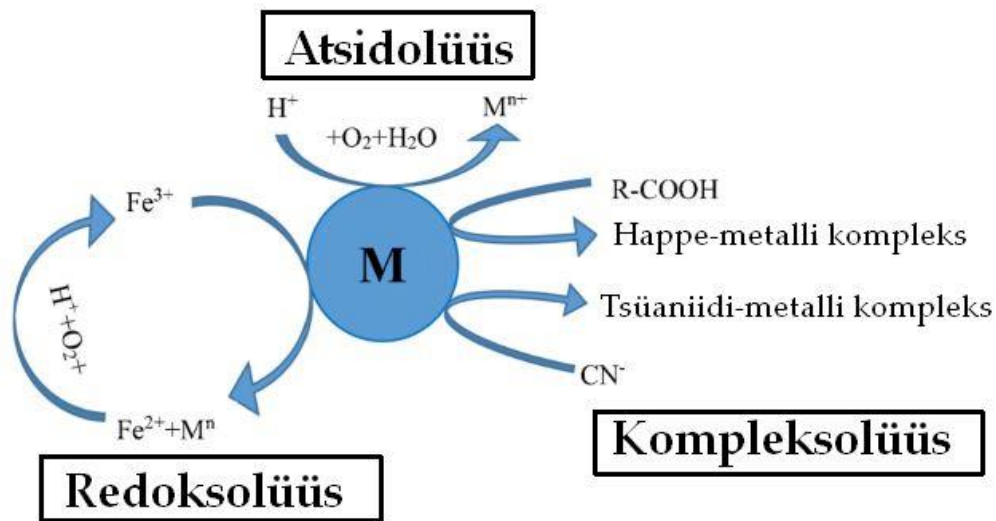 Atsidolüüs
H⁺
Mⁿ⁺
+O₂+H₂O
Fe³⁺
R-COOH
Happe-metalli kompleks
M
H⁺+O₂⁺
Tsüaniidi-metalli kompleks
CN⁻
Fe²⁺+Mⁿ
Kompleksolüüs
Redoksolüüs